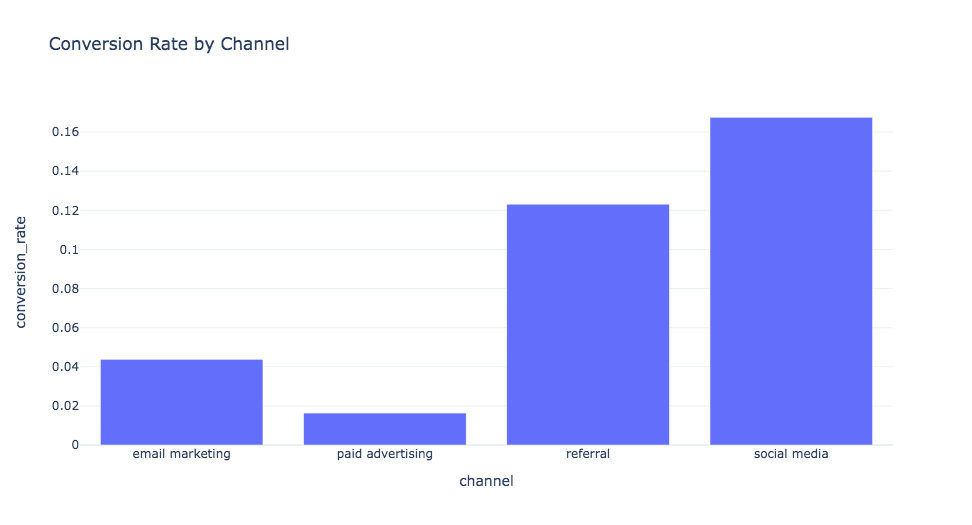 Conversion Rate by Channel
0.16
0.14
0.12
0.1
0.08
0.06
0.04
0.02
0
conversion_rate
email marketing
paid advertising
referral
social media
channel